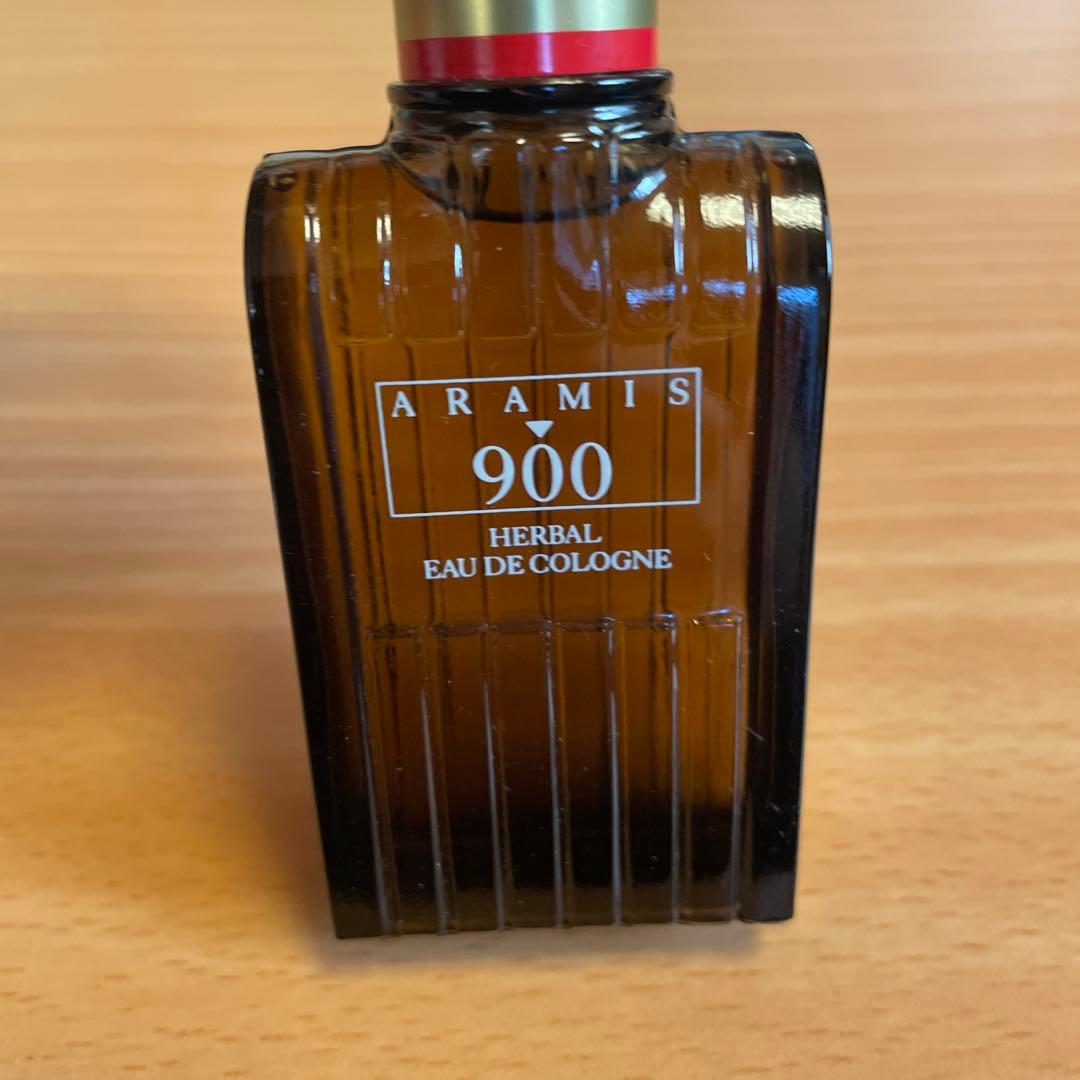 ARAMIS
900
HERBAL
EAU DE COLOGNE